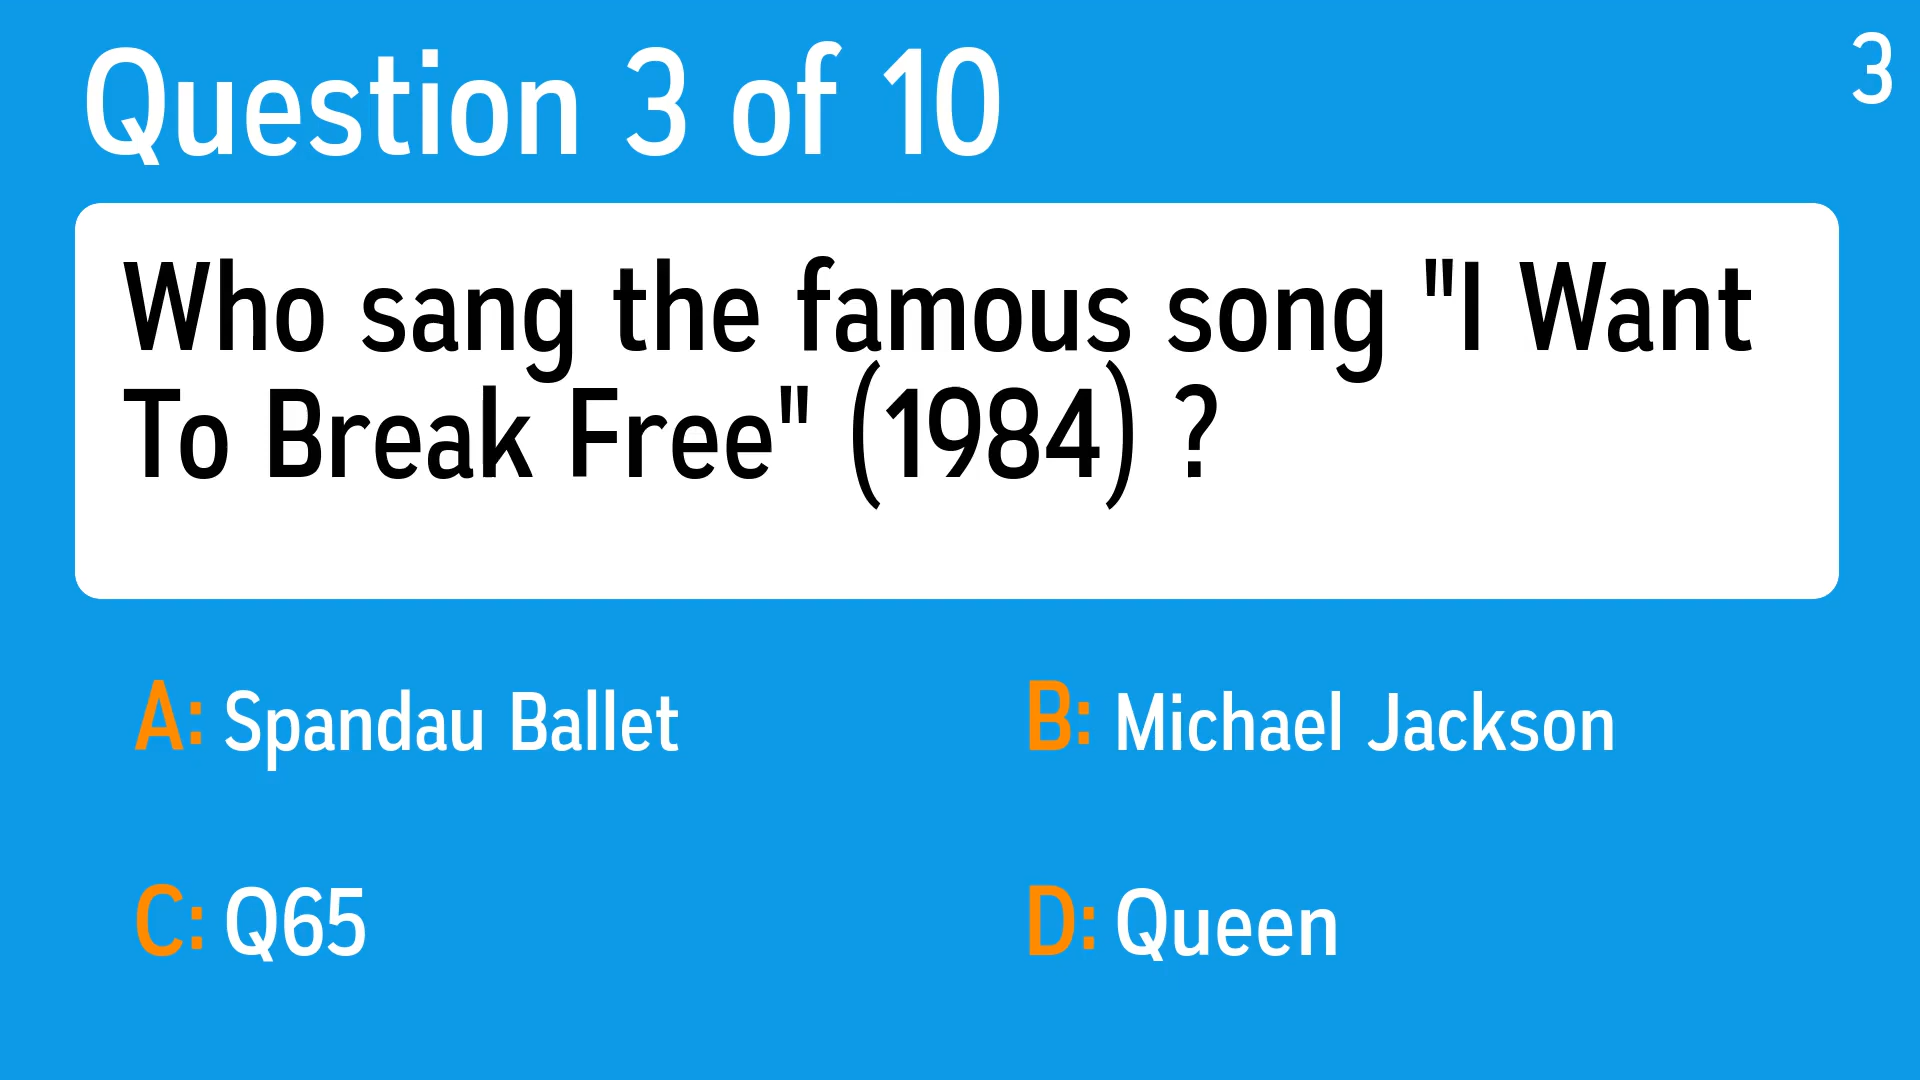 Question 3 of 10
3
Who sang the famous song "I Want
To Break Free" (1984) ?
A: Spandau Ballet
B: Michael Jackson
C: Q65
D: Queen